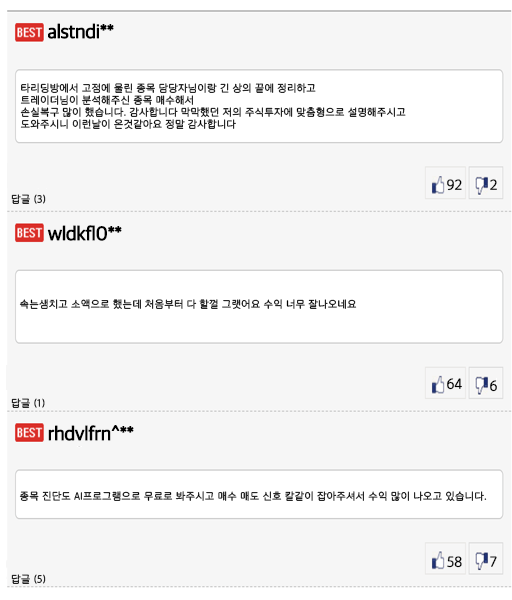 BEST alstndi**
타리딩방에서 고점에 물린 종목 담당자님이랑 긴 상의 끝에 정리하고
트레이더님이 분석해주신 종목 매수해서
손실복구 많이 했습니다. 감사합니다 막막했던 저의 주식투자에 맞춤형으로 설명해주시고
도와주시니 이런날이 온것같아요 정말 감사합니다
92 2
답글 (3)
BEST wldkfl0**
속는셈치고 소액으로 했는데 처음부터 다 할껄 그랫어요 수익 너무 잘나오네요
64 6
답글 (1)
BEST rhdvlfrn^**
종목 진단도 AI프로그램으로 무료로 봐주시고 매수 매도 신호 칼같이 잡아주셔서 수익 많이 나오고 있습니다.
58 7
답글 (5)